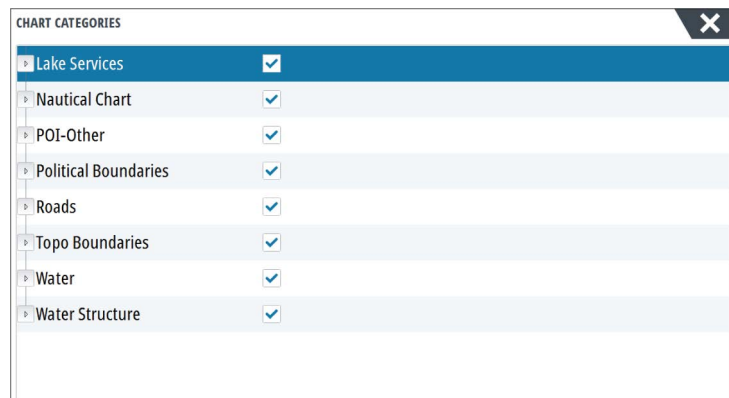 CHART CATEGORIES
Lake Services
Nautical Chart
POI-Other
Political Boundaries
Roads
Topo Boundaries
Water
Water Structure